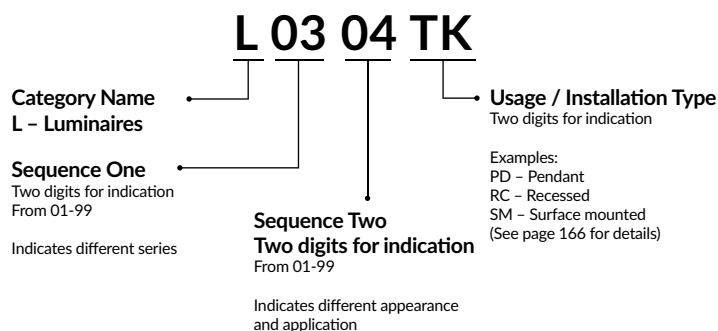 L 03 04 TK
Category Name
L – Luminaires
Sequence One
Two digits for indication
From 01-99
Indicates different series
Sequence Two
Two digits for indication
From 01-99
Indicates different appearance
and application
Usage / Installation Type
Two digits for indication
Examples:
PD – Pendant
RC – Recessed
SM – Surface mounted
(See page 166 for details)